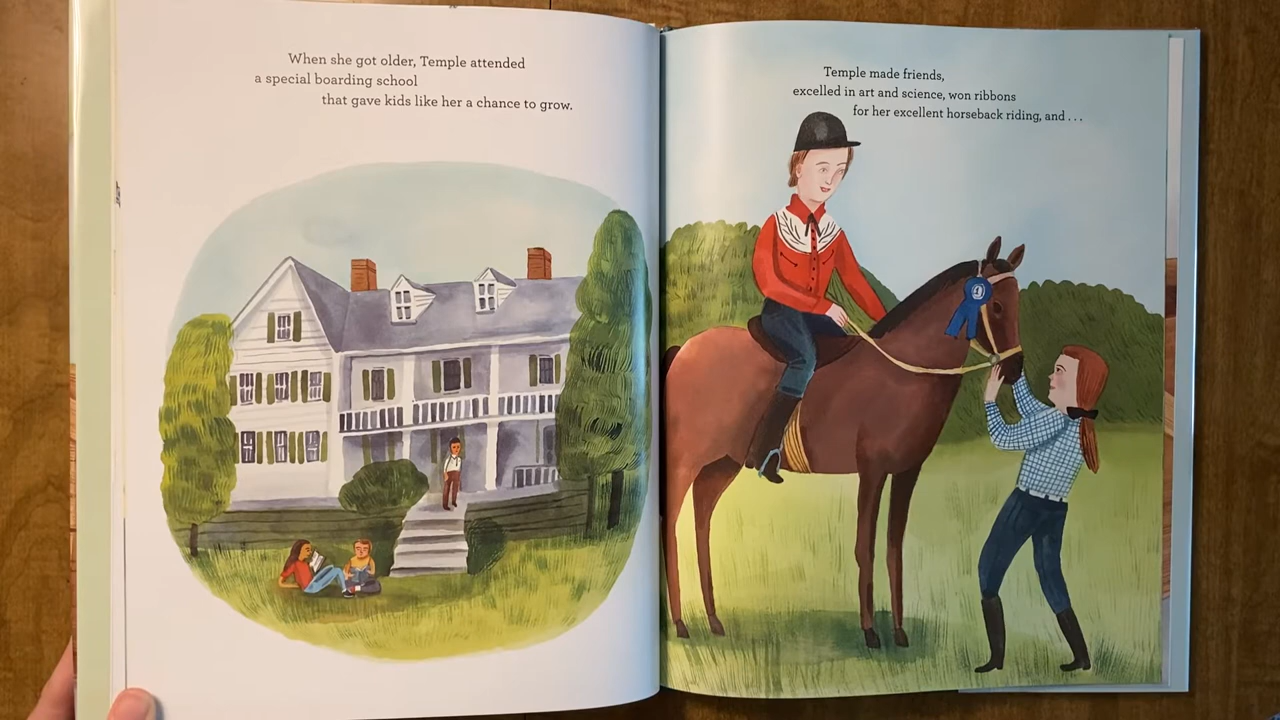 When she got older, Temple attended
a special boarding school
that gave kids like her a chance to grow.
Temple made friends,
excelled in art and science, won ribbons
for her excellent horseback riding, and . . .